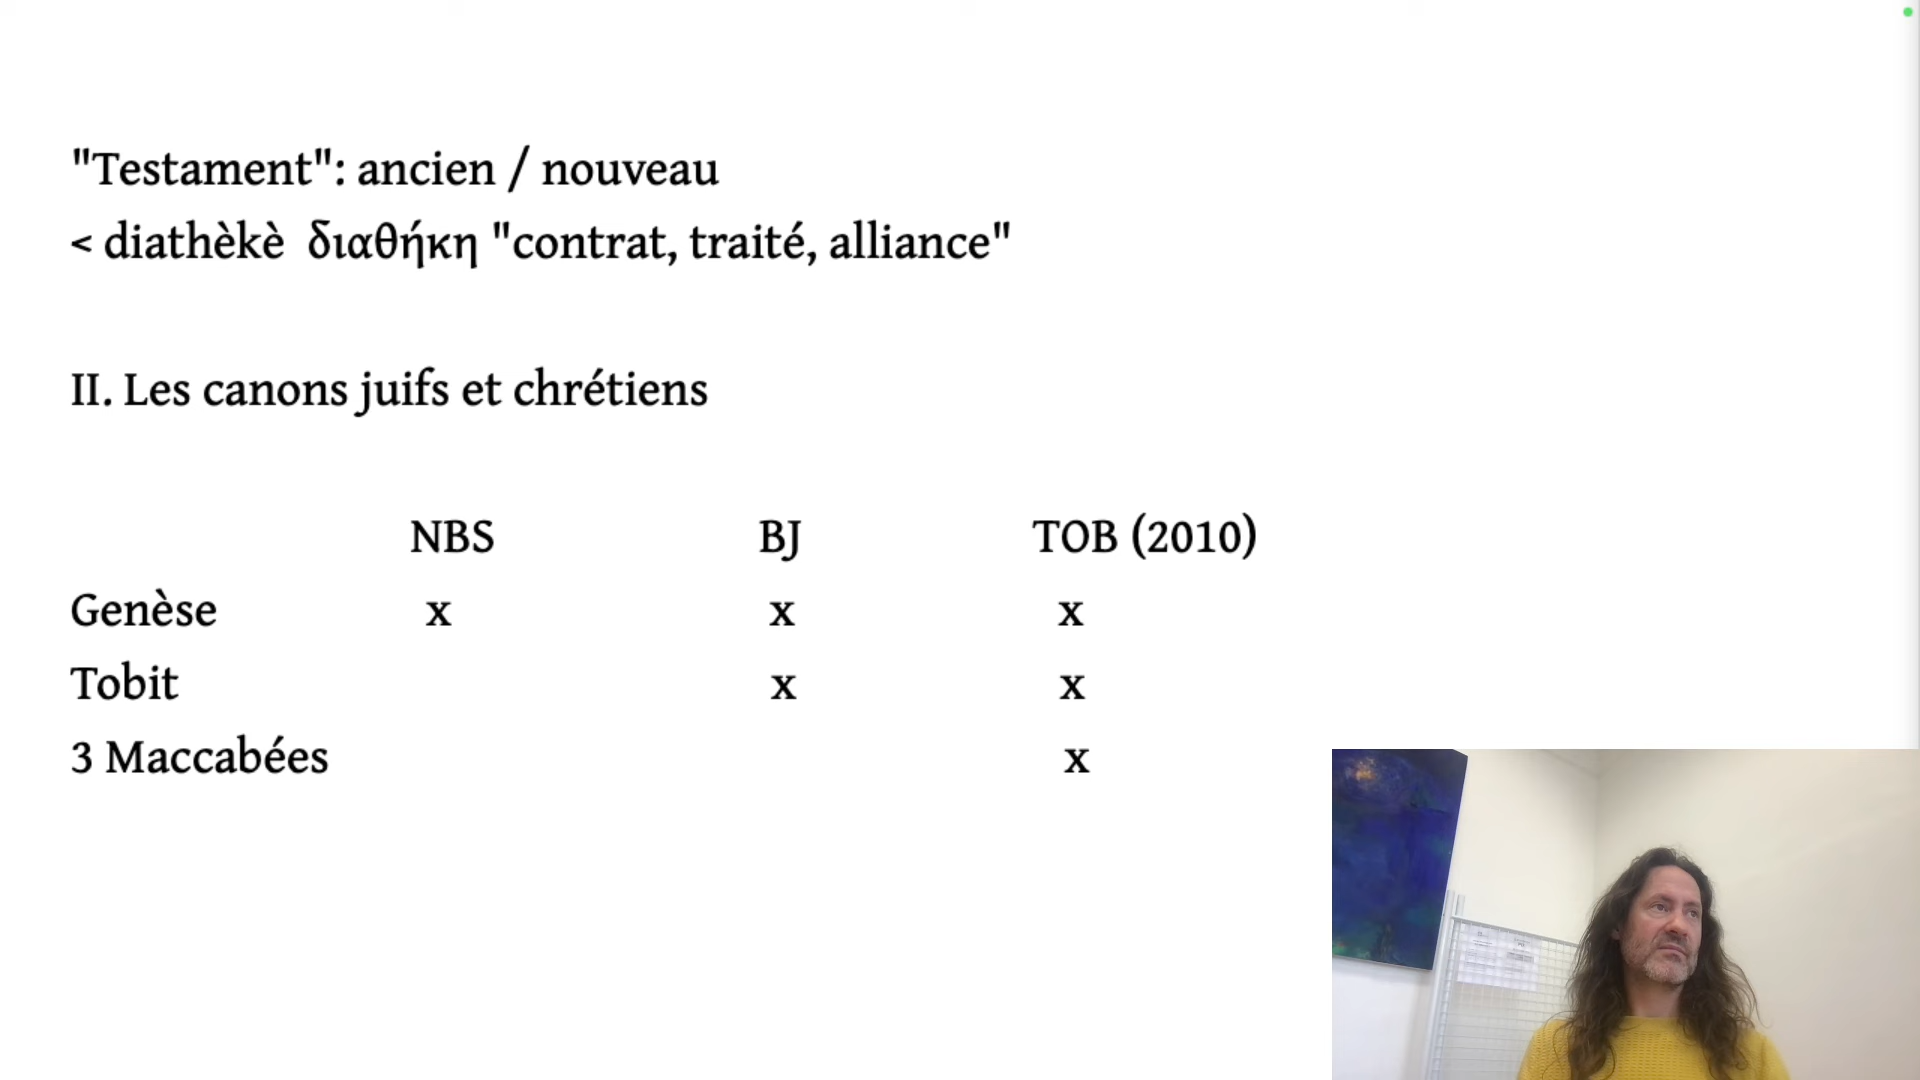 "Testament": ancien / nouveau
< diathèkè διαθήκη "contrat, traité, alliance"
II. Les canons juifs et chrétiens
NBS BJ TOB (2010)
Genèse x x x
Tobit x x
3 Maccabées x